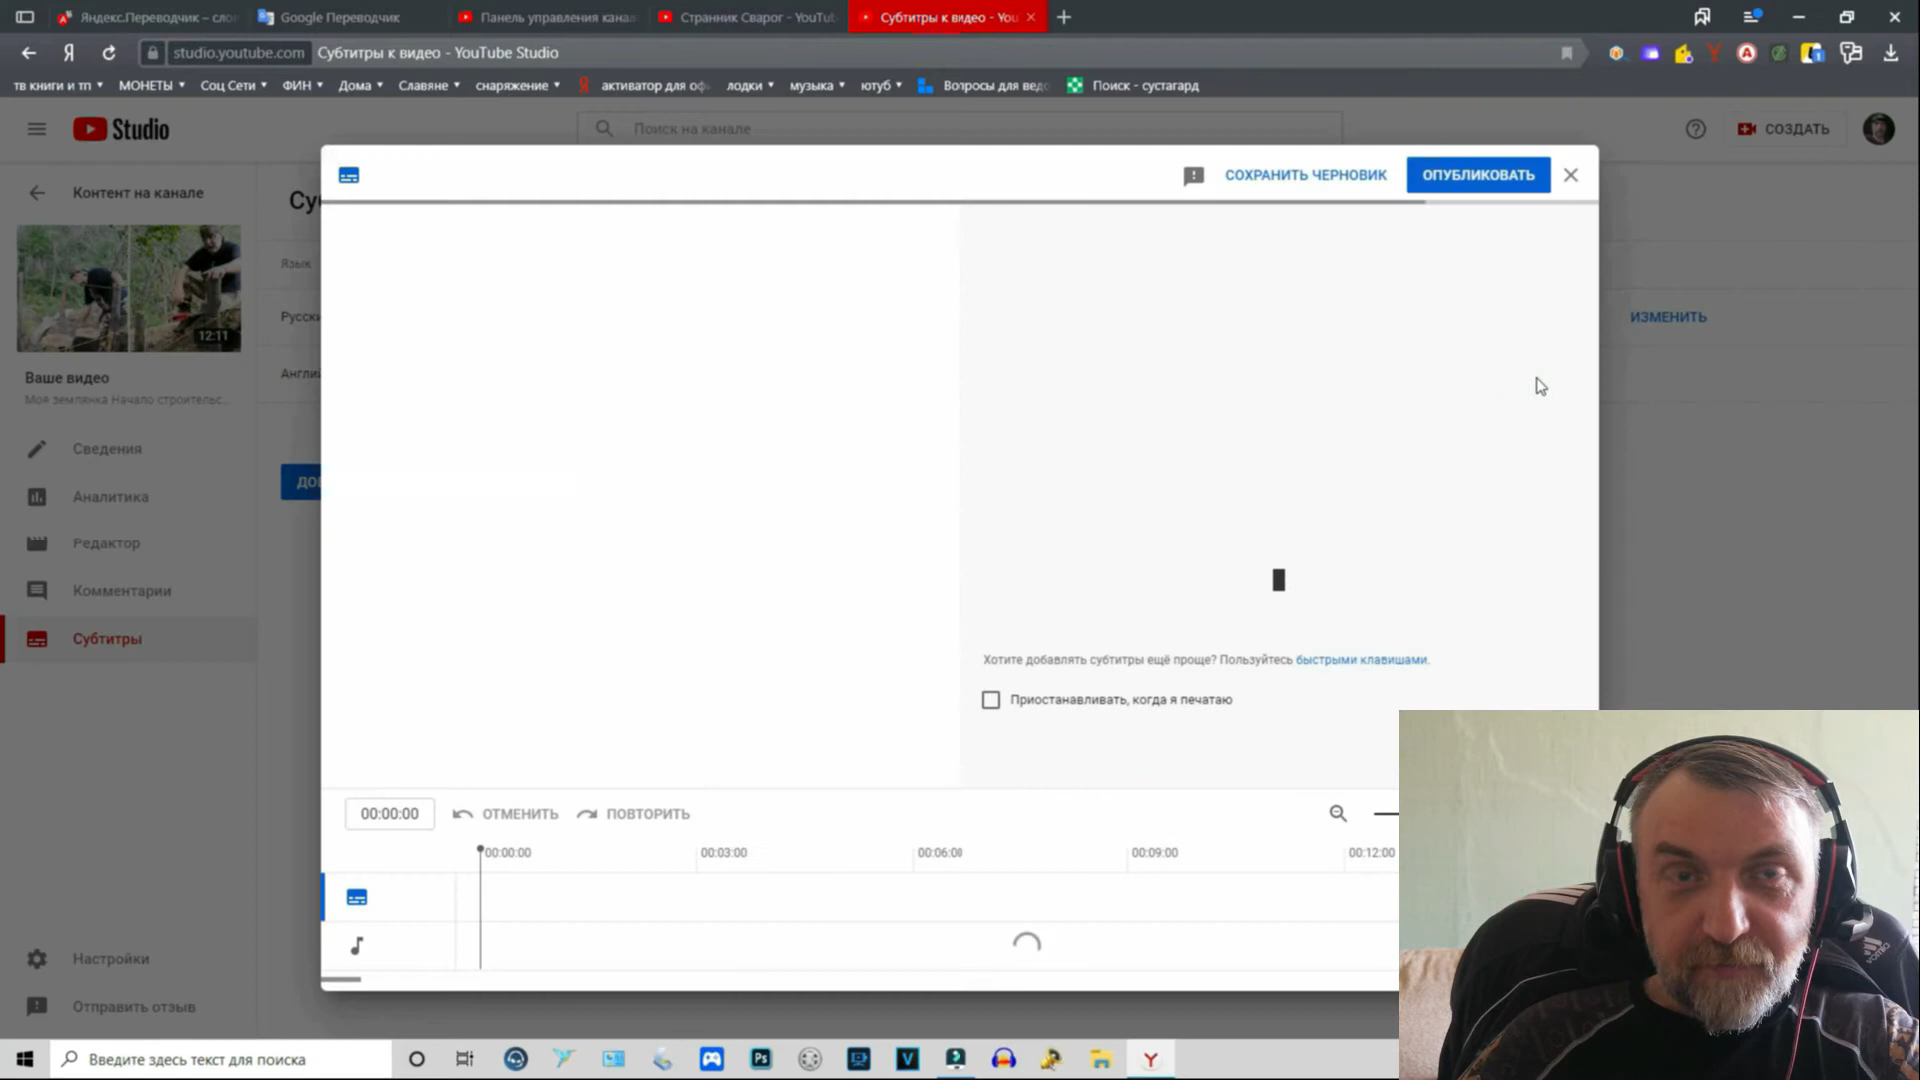 Яндекс.Переводчик – сло
Google Переводчик
Панель управления канал
Странник Сварог - YouTu
Субтитры к видео - You
studio.youtube.com
Субтитры к видео - YouTube Studio
тв книги и тп
МОНЕТЫ
Соц Сети
ФИН
Дома
Славяне
снаряжение
активатор для оф
лодки
музыка
ютуб
Вопросы для вед
Поиск - сустагард
Studio
Поиск на канале
СОЗДАТЬ
СОХРАНИТЬ ЧЕРНОВИК
ОПУБЛИКОВАТЬ
Контент на канале
Су
12:11
Язык
Русски
ИЗМЕНИТЬ
Англий
Ваше видео
Моя землянка Начало строительс...
Сведения
ДОБ
Аналитика
Редактор
Комментарии
Субтитры
Хотите добавлять субтитры ещё проще? Пользуйтесь быстрыми клавишами.
Приостанавливать, когда я печатаю
00:00:00
ОТМЕНИТЬ
ПОВТОРИТЬ
00:00:00
00:03:00
00:06:00
00:09:00
00:12:00
Настройки
Отправить отзыв
Введите здесь текст для поиска